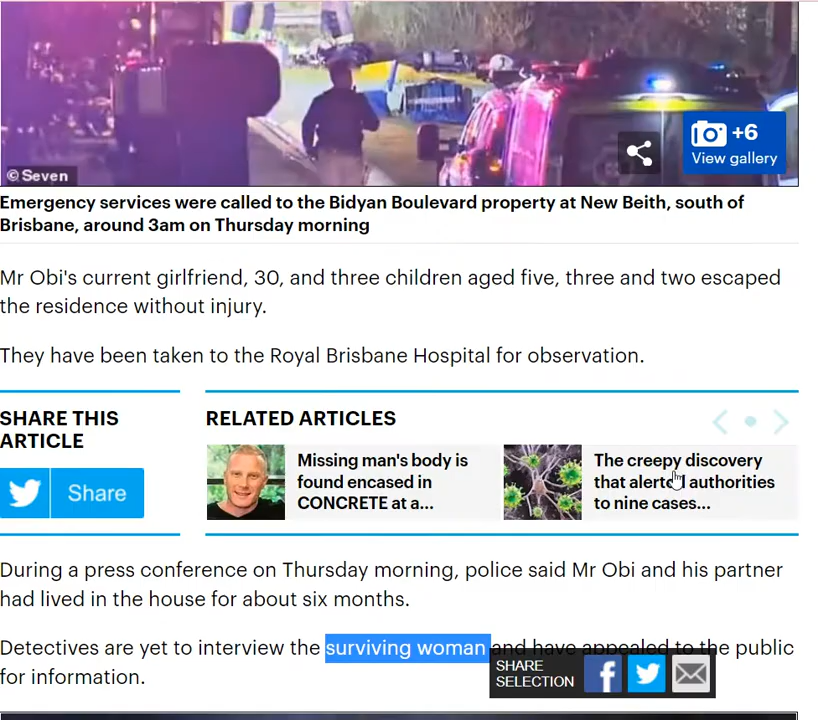 +6
View gallery
© Seven
Emergency services were called to the Bidyan Boulevard property at New Beith, south of
Brisbane, around 3am on Thursday morning
Mr Obi's current girlfriend, 30, and three children aged five, three and two escaped
the residence without injury.
They have been taken to the Royal Brisbane Hospital for observation.
SHARE THIS
ARTICLE
Share
RELATED ARTICLES
Missing man's body is
found encased in
CONCRETE at a...
The creepy discovery
that alerted authorities
to nine cases...
During a press conference on Thursday morning, police said Mr Obi and his partner
had lived in the house for about six months.
Detectives are yet to interview the surviving woman and have appealed to the public
for information.
SHARE
SELECTION